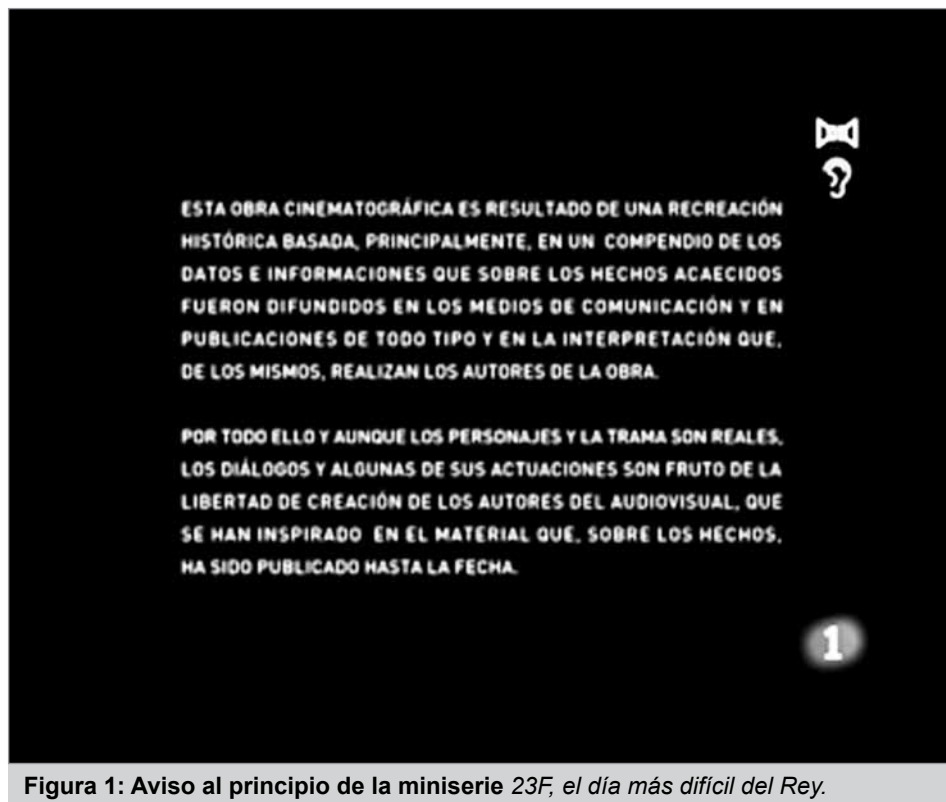 ESTA OBRA CINEMATOGRÁFICA ES RESULTADO DE UNA RECREACIÓN
HISTÓRICA BASADA, PRINCIPALMENTE, EN UN COMPENDIO DE LOS
DATOS E INFORMACIONES QUE SOBRE LOS HECHOS ACAECIDOS
FUERON DIFUNDIDOS EN LOS MEDIOS DE COMUNICACIÓN Y EN
PUBLICACIONES DE TODO TIPO Y EN LA INTERPRETACIÓN QUE,
DE LOS MISMOS, REALIZAN LOS AUTORES DE LA OBRA.
POR TODO ELLO Y AUNQUE LOS PERSONAJES Y LA TRAMA SON REALES,
LOS DIÁLOGOS Y ALGUNAS DE SUS ACTUACIONES SON FRUTO DE LA
LIBERTAD DE CREACIÓN DE LOS AUTORES DEL AUDIOVISUAL, QUE
SE HAN INSPIRADO EN EL MATERIAL QUE, SOBRE LOS HECHOS,
HA SIDO PUBLICADO HASTA LA FECHA.
1
Figura 1: Aviso al principio de la miniserie 23F, el día más difícil del Rey.